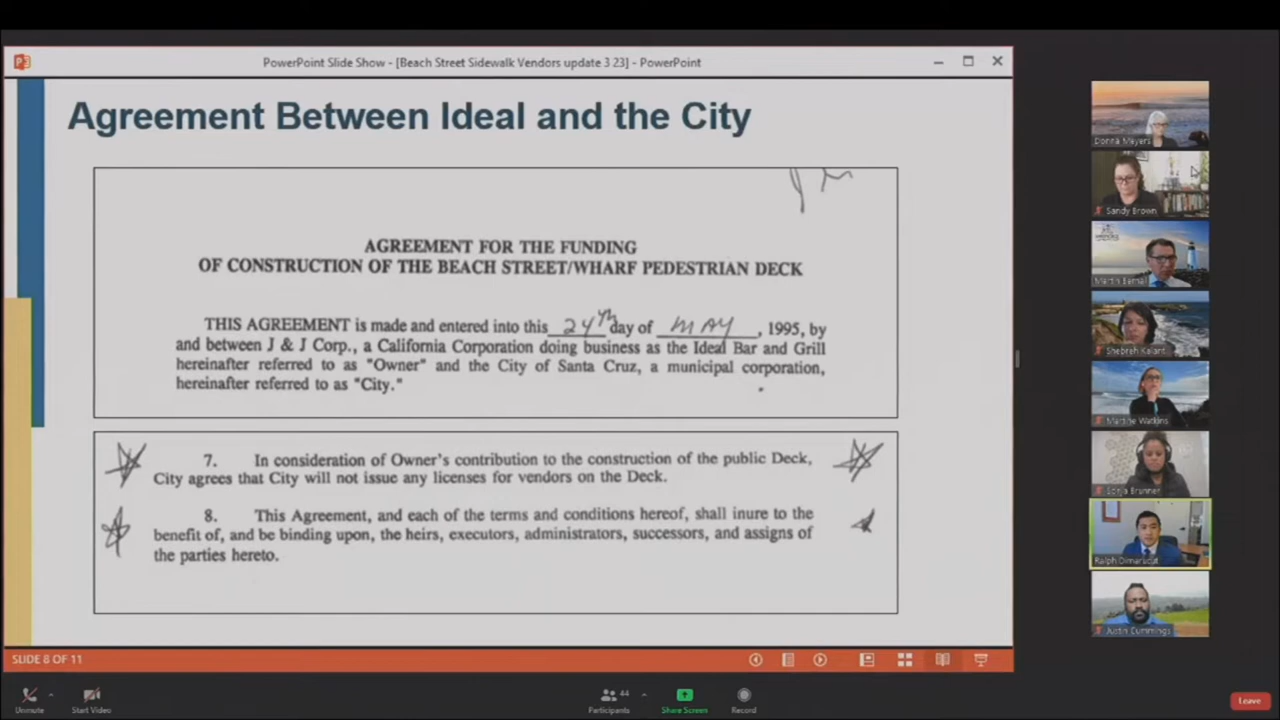 PowerPoint Slide Show - [Beach Street Sidewalk Vendors update 3 23] - PowerPoint
Agreement Between Ideal and the City
AGREEMENT FOR THE FUNDING
OF CONSTRUCTION OF THE BEACH STREET/WHARF PEDESTRIAN DECK
THIS AGREEMENT is made and entered into this 24th day of MAY, 1995, by
and between J & J Corp., a California Corporation doing business as the Ideal Bar and Grill
hereinafter referred to as "Owner" and the City of Santa Cruz, a municipal corporation,
hereinafter referred to as "City."
7. In consideration of Owner's contribution to the construction of the public Deck,
City agrees that City will not issue any licenses for vendors on the Deck.
8. This Agreement, and each of the terms and conditions hereof, shall inure to the
benefit of, and be binding upon, the heirs, executors, administrators, successors, and assigns of
the parties hereto.
SLIDE 8 OF 11
Donna Meyers
Sandy Brown
Martin Bernal
Shebreh Kalant
Martine Watkins
Sonja Brunner
Ralph Dimarucut
Justin Cummings
Unmute
Start Video
44
Participants
Share Screen
Record
Leave